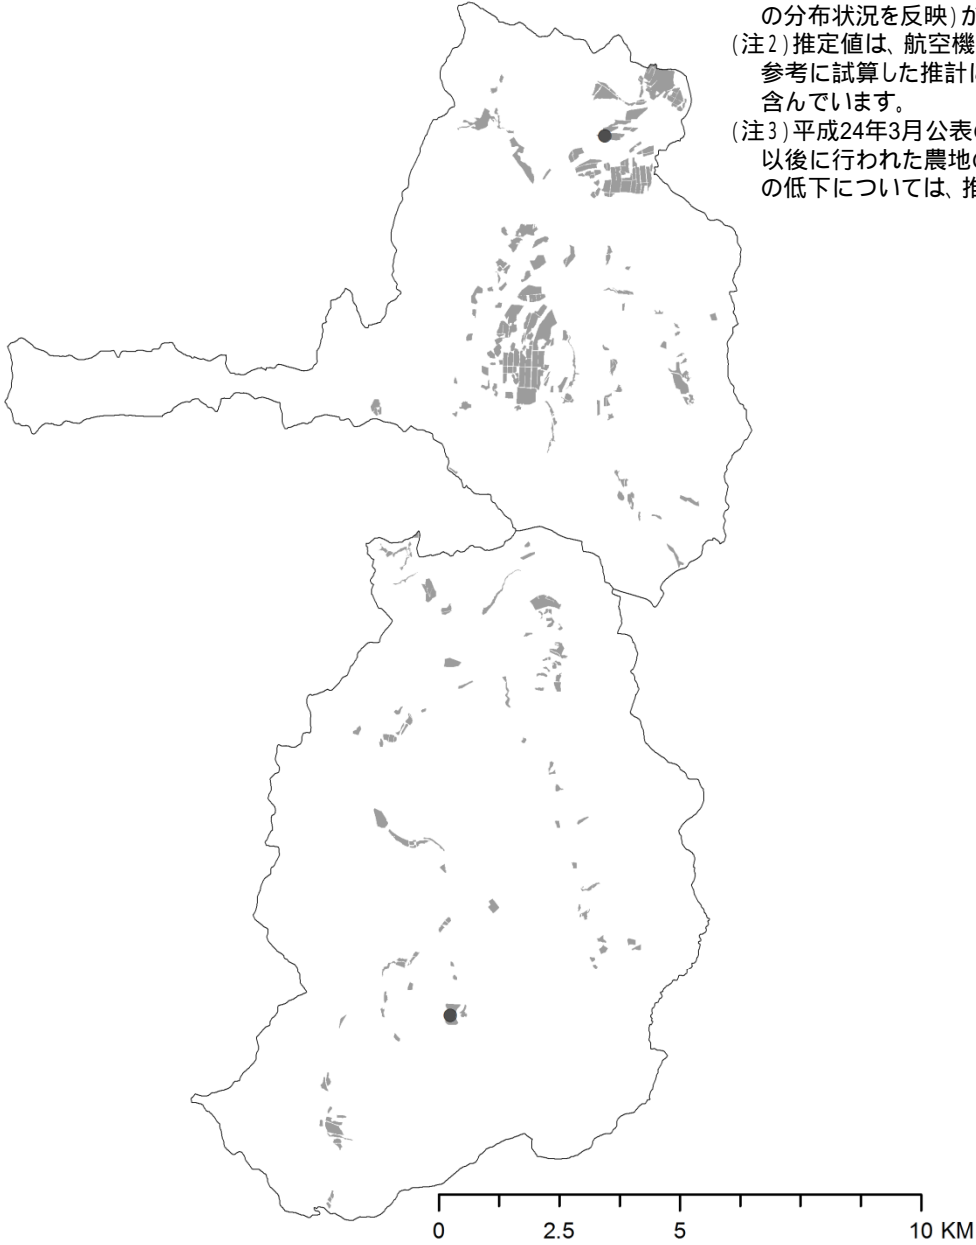 の分布状況を反映)が
(注2)推定値は、航空機
参考に試算した推計に
含んでいます。
(注3)平成24年3月公表の
以後に行われた農地の
の低下については、推
0 2.5 5 10 KM